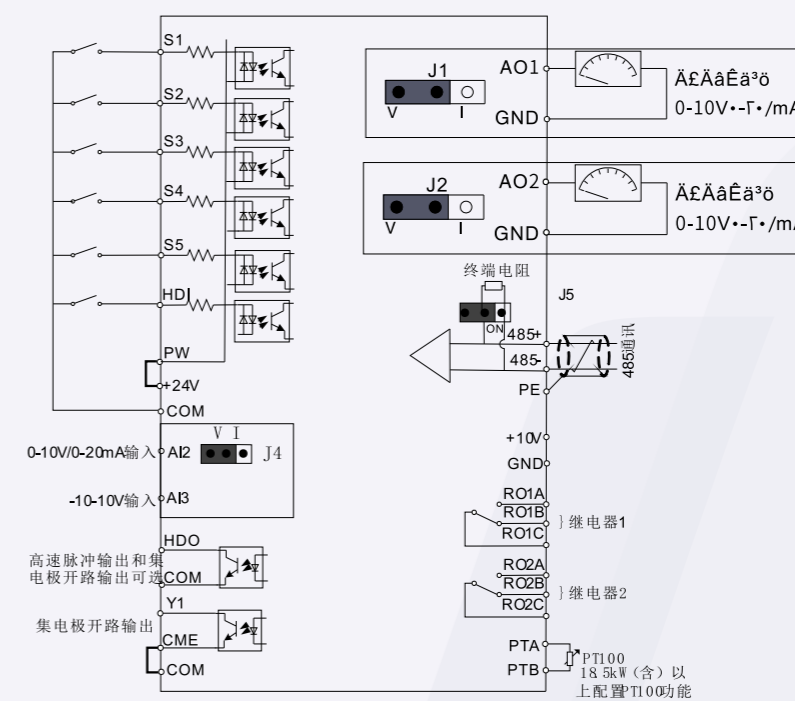 S1
S2
S3
S4
S5
HDI
PW
+24V
COM
J1
V
I
AO1
GND
Ä£ÄâÊä³ö
0-10V•-Γ•/mA
J2
V
I
AO2
GND
Ä£ÄâÊä³ö
0-10V•-Γ•/mA
终端电阻
J5
ON
485+
485-
PE
485通讯
V I
0-10V/0-20mA输入
AI2
J4
-10-10V输入
AI3
+10V
GND
RO1A
RO1B
RO1C
}继电器1
HDO
高速脉冲输出和集
电极开路输出可选
COM
RO2A
RO2B
RO2C
}继电器2
Y1
集电极开路输出
CME
COM
PTA
PTB
PT100
18.5kW（含）以
上配置PT100功能